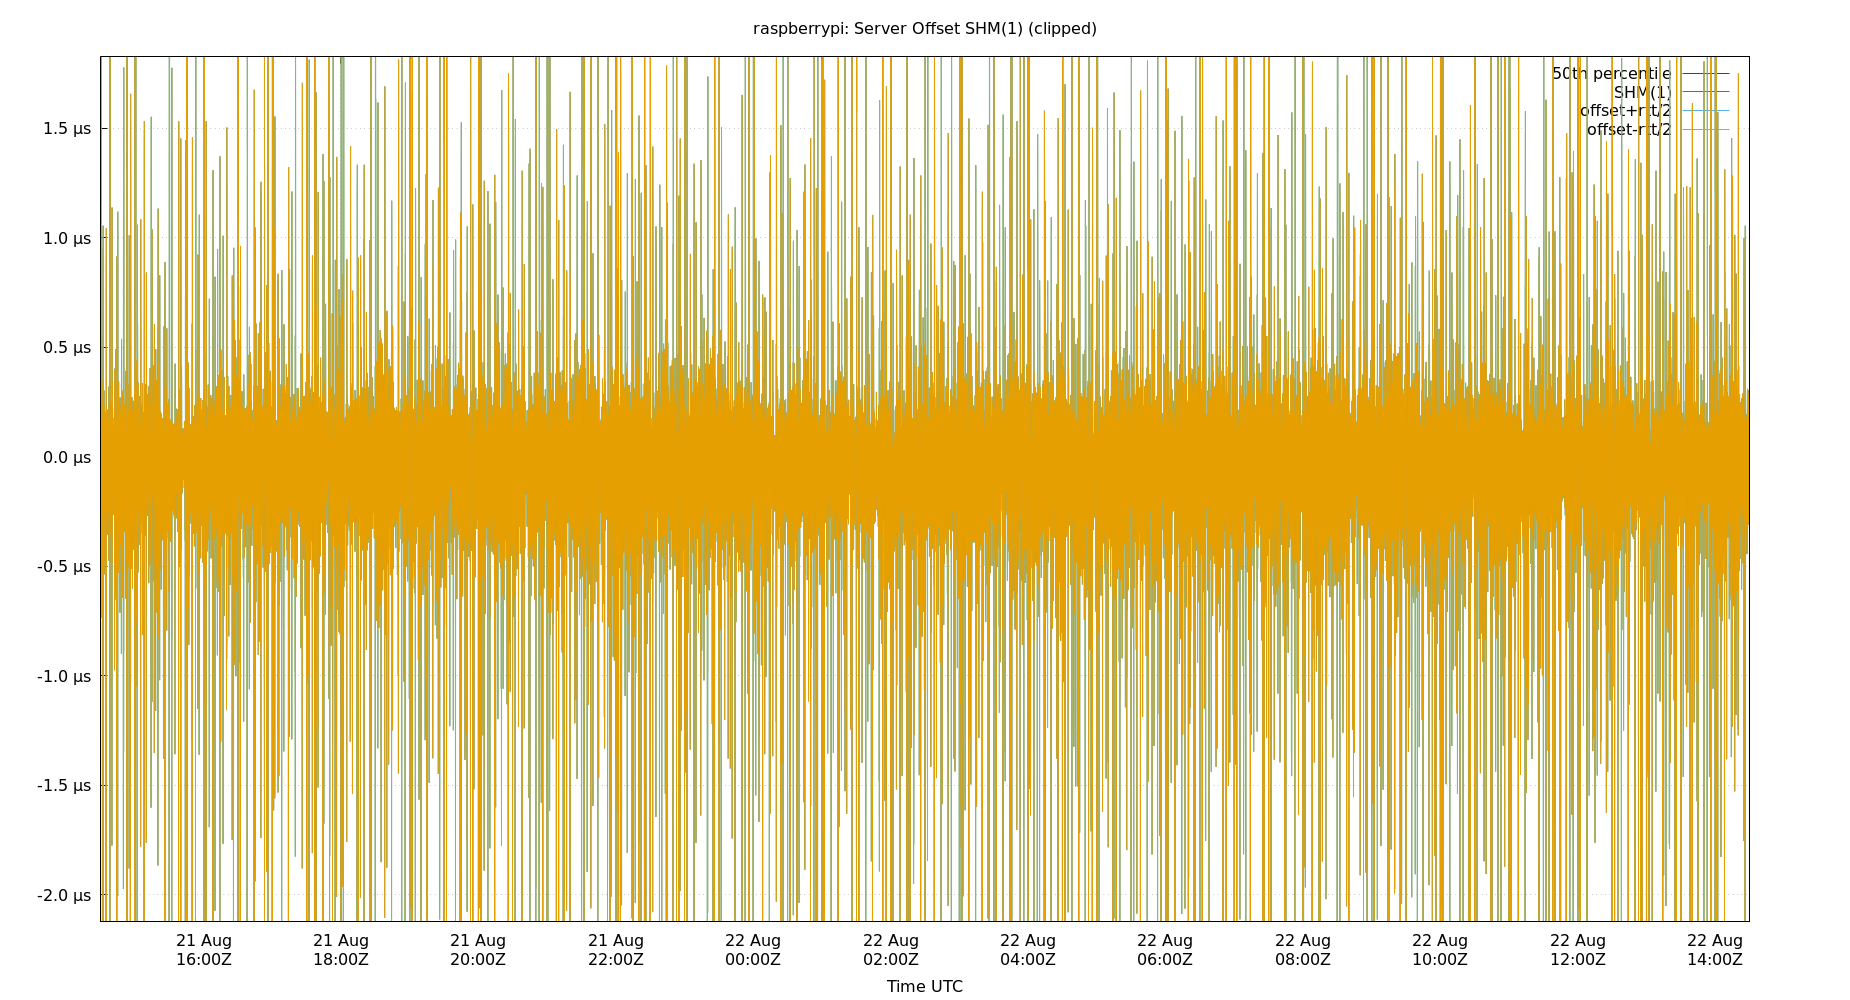 raspberrypi: Server Offset SHM(1) (clipped)
50th percentile
SHM(1)
offset+rtt/2
offset-rtt/2
1.5 µs
1.0 µs
0.5 µs
0.0 µs
-0.5 µs
-1.0 µs
-1.5 µs
-2.0 µs
21 Aug 21 Aug 21 Aug 21 Aug 22 Aug 22 Aug 22 Aug 22 Aug 22 Aug 22 Aug 22 Aug 22 Aug
16:00Z 18:00Z 20:00Z 22:00Z 00:00Z 02:00Z 04:00Z 06:00Z 08:00Z 10:00Z 12:00Z 14:00Z
Time UTC